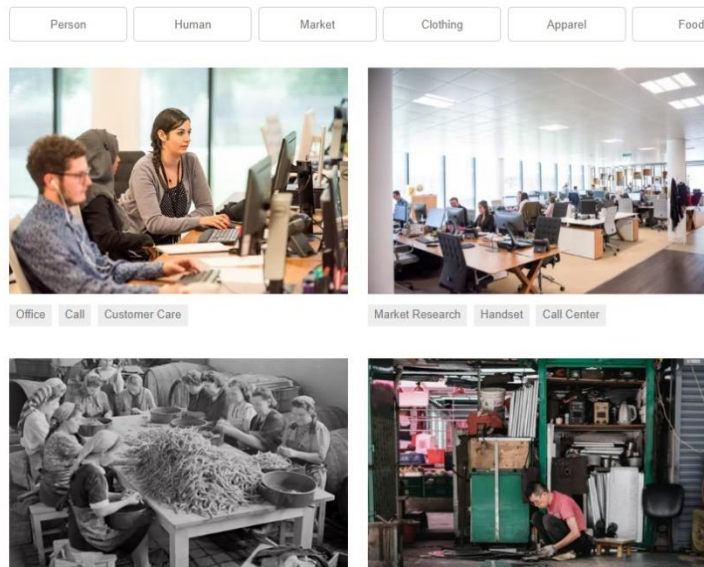 Person Human Market Clothing Apparel Food
Office Call Customer Care
Market Research Handset Call Center